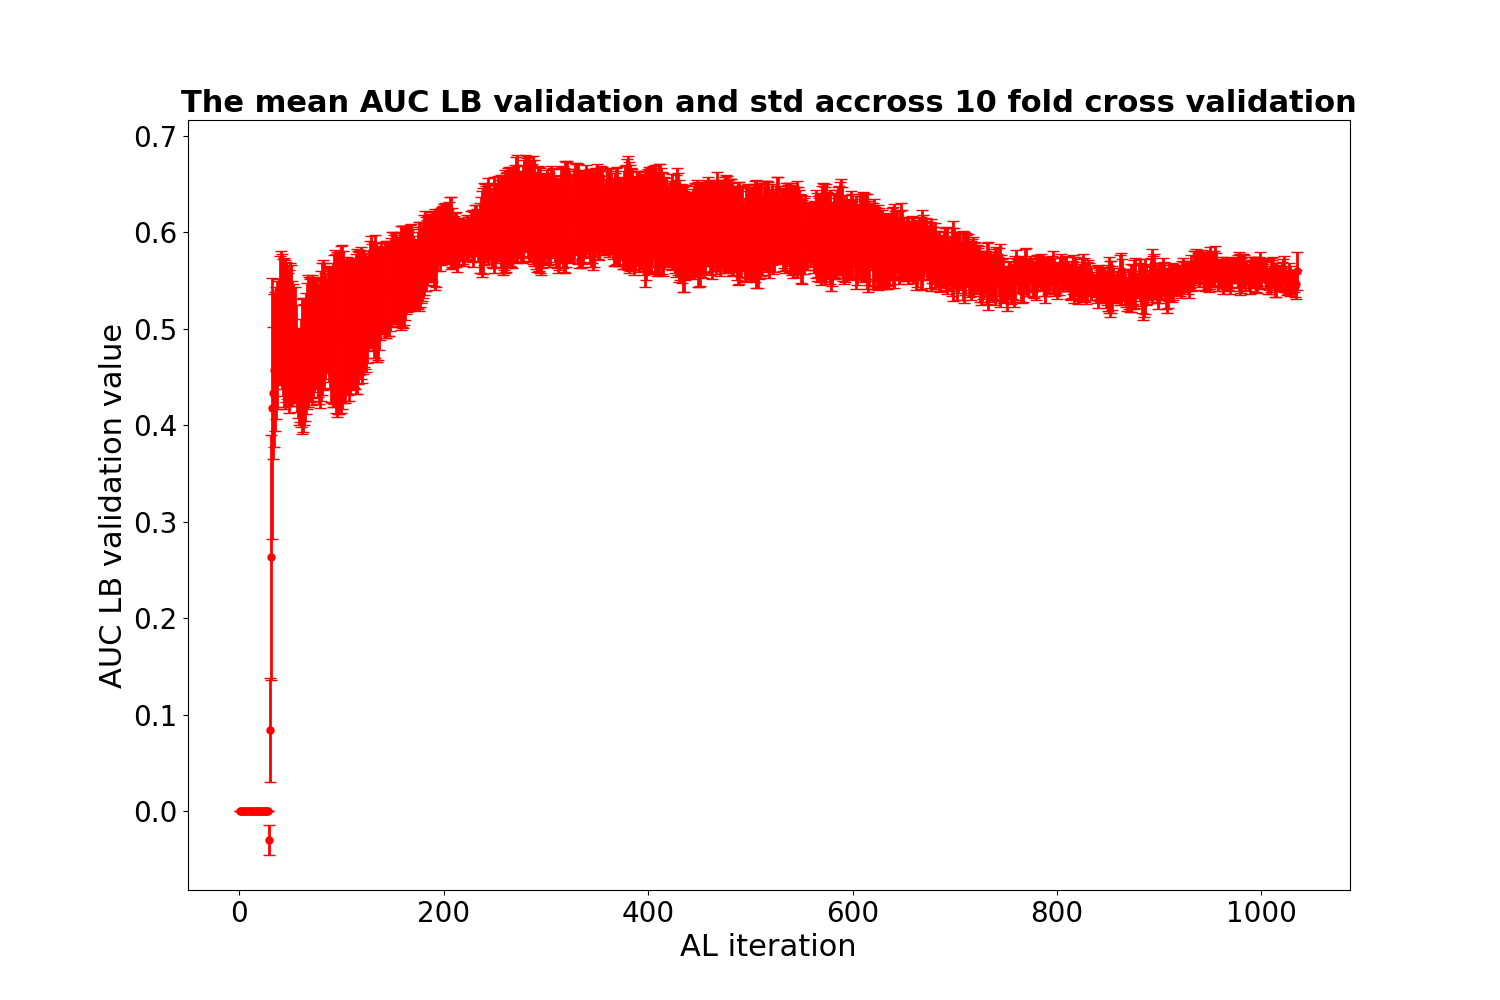 The mean AUC LB validation and std accross 10 fold cross validation
0.7
0.6
0.5
0.4
0.3
0.2
0.1
0.0
AUC LB validation value
0 200 400 600 800 1000
AL iteration